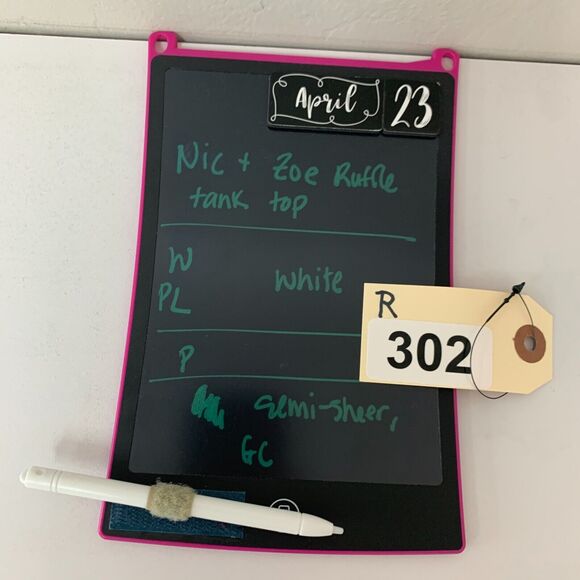 April 23
Nic + Zoe Ruffle
tank top
W
white
PL
R
302
P
semi-sheer,
GC